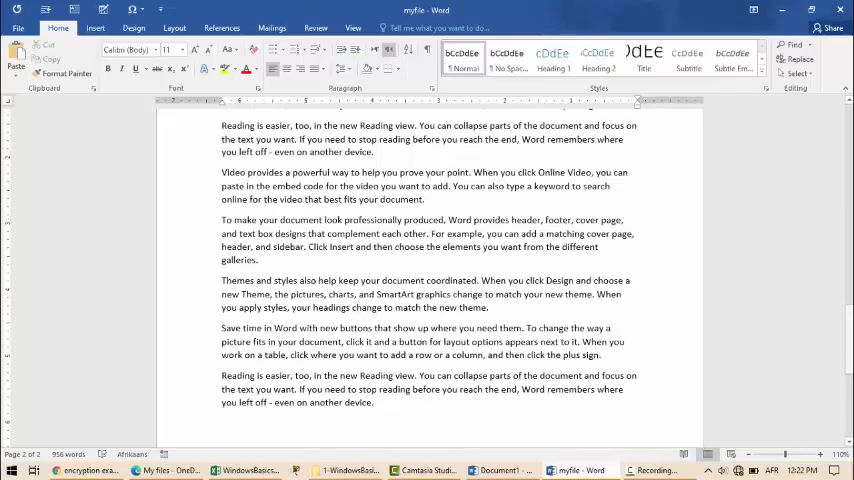 myfile - Word
File Home Insert Design Layout References Mailings Review View Tell me what you want to do... Share
Cut
Copy
Format Painter
Paste
Clipboard
Calibri (Body) 11
Font
Paragraph
bCcDdEe bCcDdEe cCcDdEe cCcDdEe cDdE CcDdEe bCcDdEe
¶ Normal ¶ No Spac... Heading 1 Heading 2 Title Subtitle Subtle Em...
Styles
Find
Replace
Select
Editing
Reading is easier, too, in the new Reading view. You can collapse parts of the document and focus on
the text you want. If you need to stop reading before you reach the end, Word remembers where
you left off - even on another device.
Video provides a powerful way to help you prove your point. When you click Online Video, you can
paste in the embed code for the video you want to add. You can also type a keyword to search
online for the video that best fits your document.
To make your document look professionally produced, Word provides header, footer, cover page,
and text box designs that complement each other. For example, you can add a matching cover page,
header, and sidebar. Click Insert and then choose the elements you want from the different
galleries.
Themes and styles also help keep your document coordinated. When you click Design and choose a
new Theme, the pictures, charts, and SmartArt graphics change to match your new theme. When
you apply styles, your headings change to match the new theme.
Save time in Word with new buttons that show up where you need them. To change the way a
picture fits in your document, click it and a button for layout options appears next to it. When you
work on a table, click where you want to add a row or a column, and then click the plus sign.
Reading is easier, too, in the new Reading view. You can collapse parts of the document and focus on
the text you want. If you need to stop reading before you reach the end, Word remembers where
you left off - even on another device.
Page 2 of 2 956 words Afrikaans 110%
encryption exa... My files - OneD... WindowsBasic... 1-WindowsBasi... Camtasia Studi... Document1 - ... myfile - Word Recording... AFR 12:22 PM